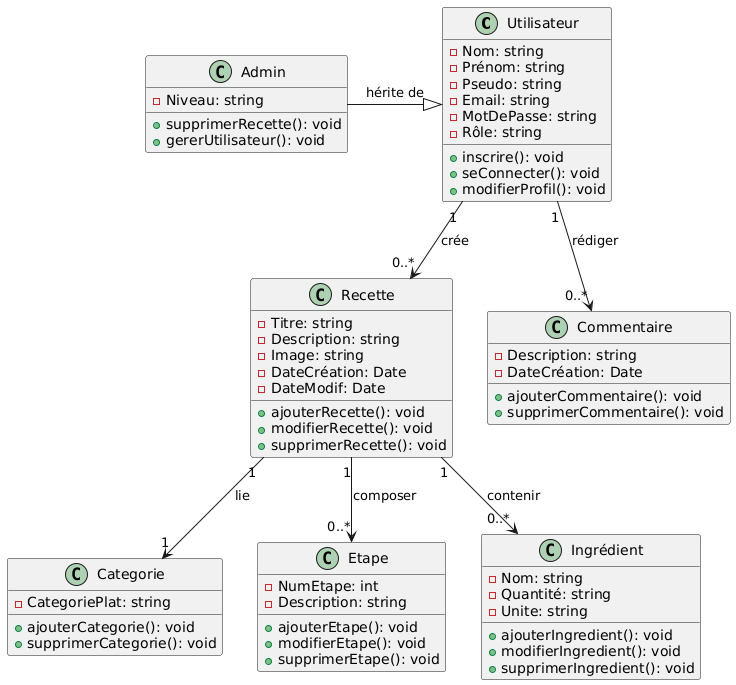 C Utilisateur
Nom: string
Prénom: string
Pseudo: string
Email: string
MotDePasse: string
Rôle: string
inscrire(): void
seConnecter(): void
modifierProfil(): void
C Admin
Niveau: string
supprimerRecette(): void
gererUtilisateur(): void
hérite de
1
crée
0..*
1
rédiger
0..*
C Recette
Titre: string
Description: string
Image: string
DateCréation: Date
DateModif: Date
ajouterRecette(): void
modifierRecette(): void
supprimerRecette(): void
C Commentaire
Description: string
DateCréation: Date
ajouterCommentaire(): void
supprimerCommentaire(): void
1
lie
1
1
composer
0..*
1
contenir
0..*
C Categorie
CategoriePlat: string
ajouterCategorie(): void
supprimerCategorie(): void
C Etape
NumEtape: int
Description: string
ajouterEtape(): void
modifierEtape(): void
supprimerEtape(): void
C Ingrédient
Nom: string
Quantité: string
Unite: string
ajouterIngredient(): void
modifierIngredient(): void
supprimerIngredient(): void